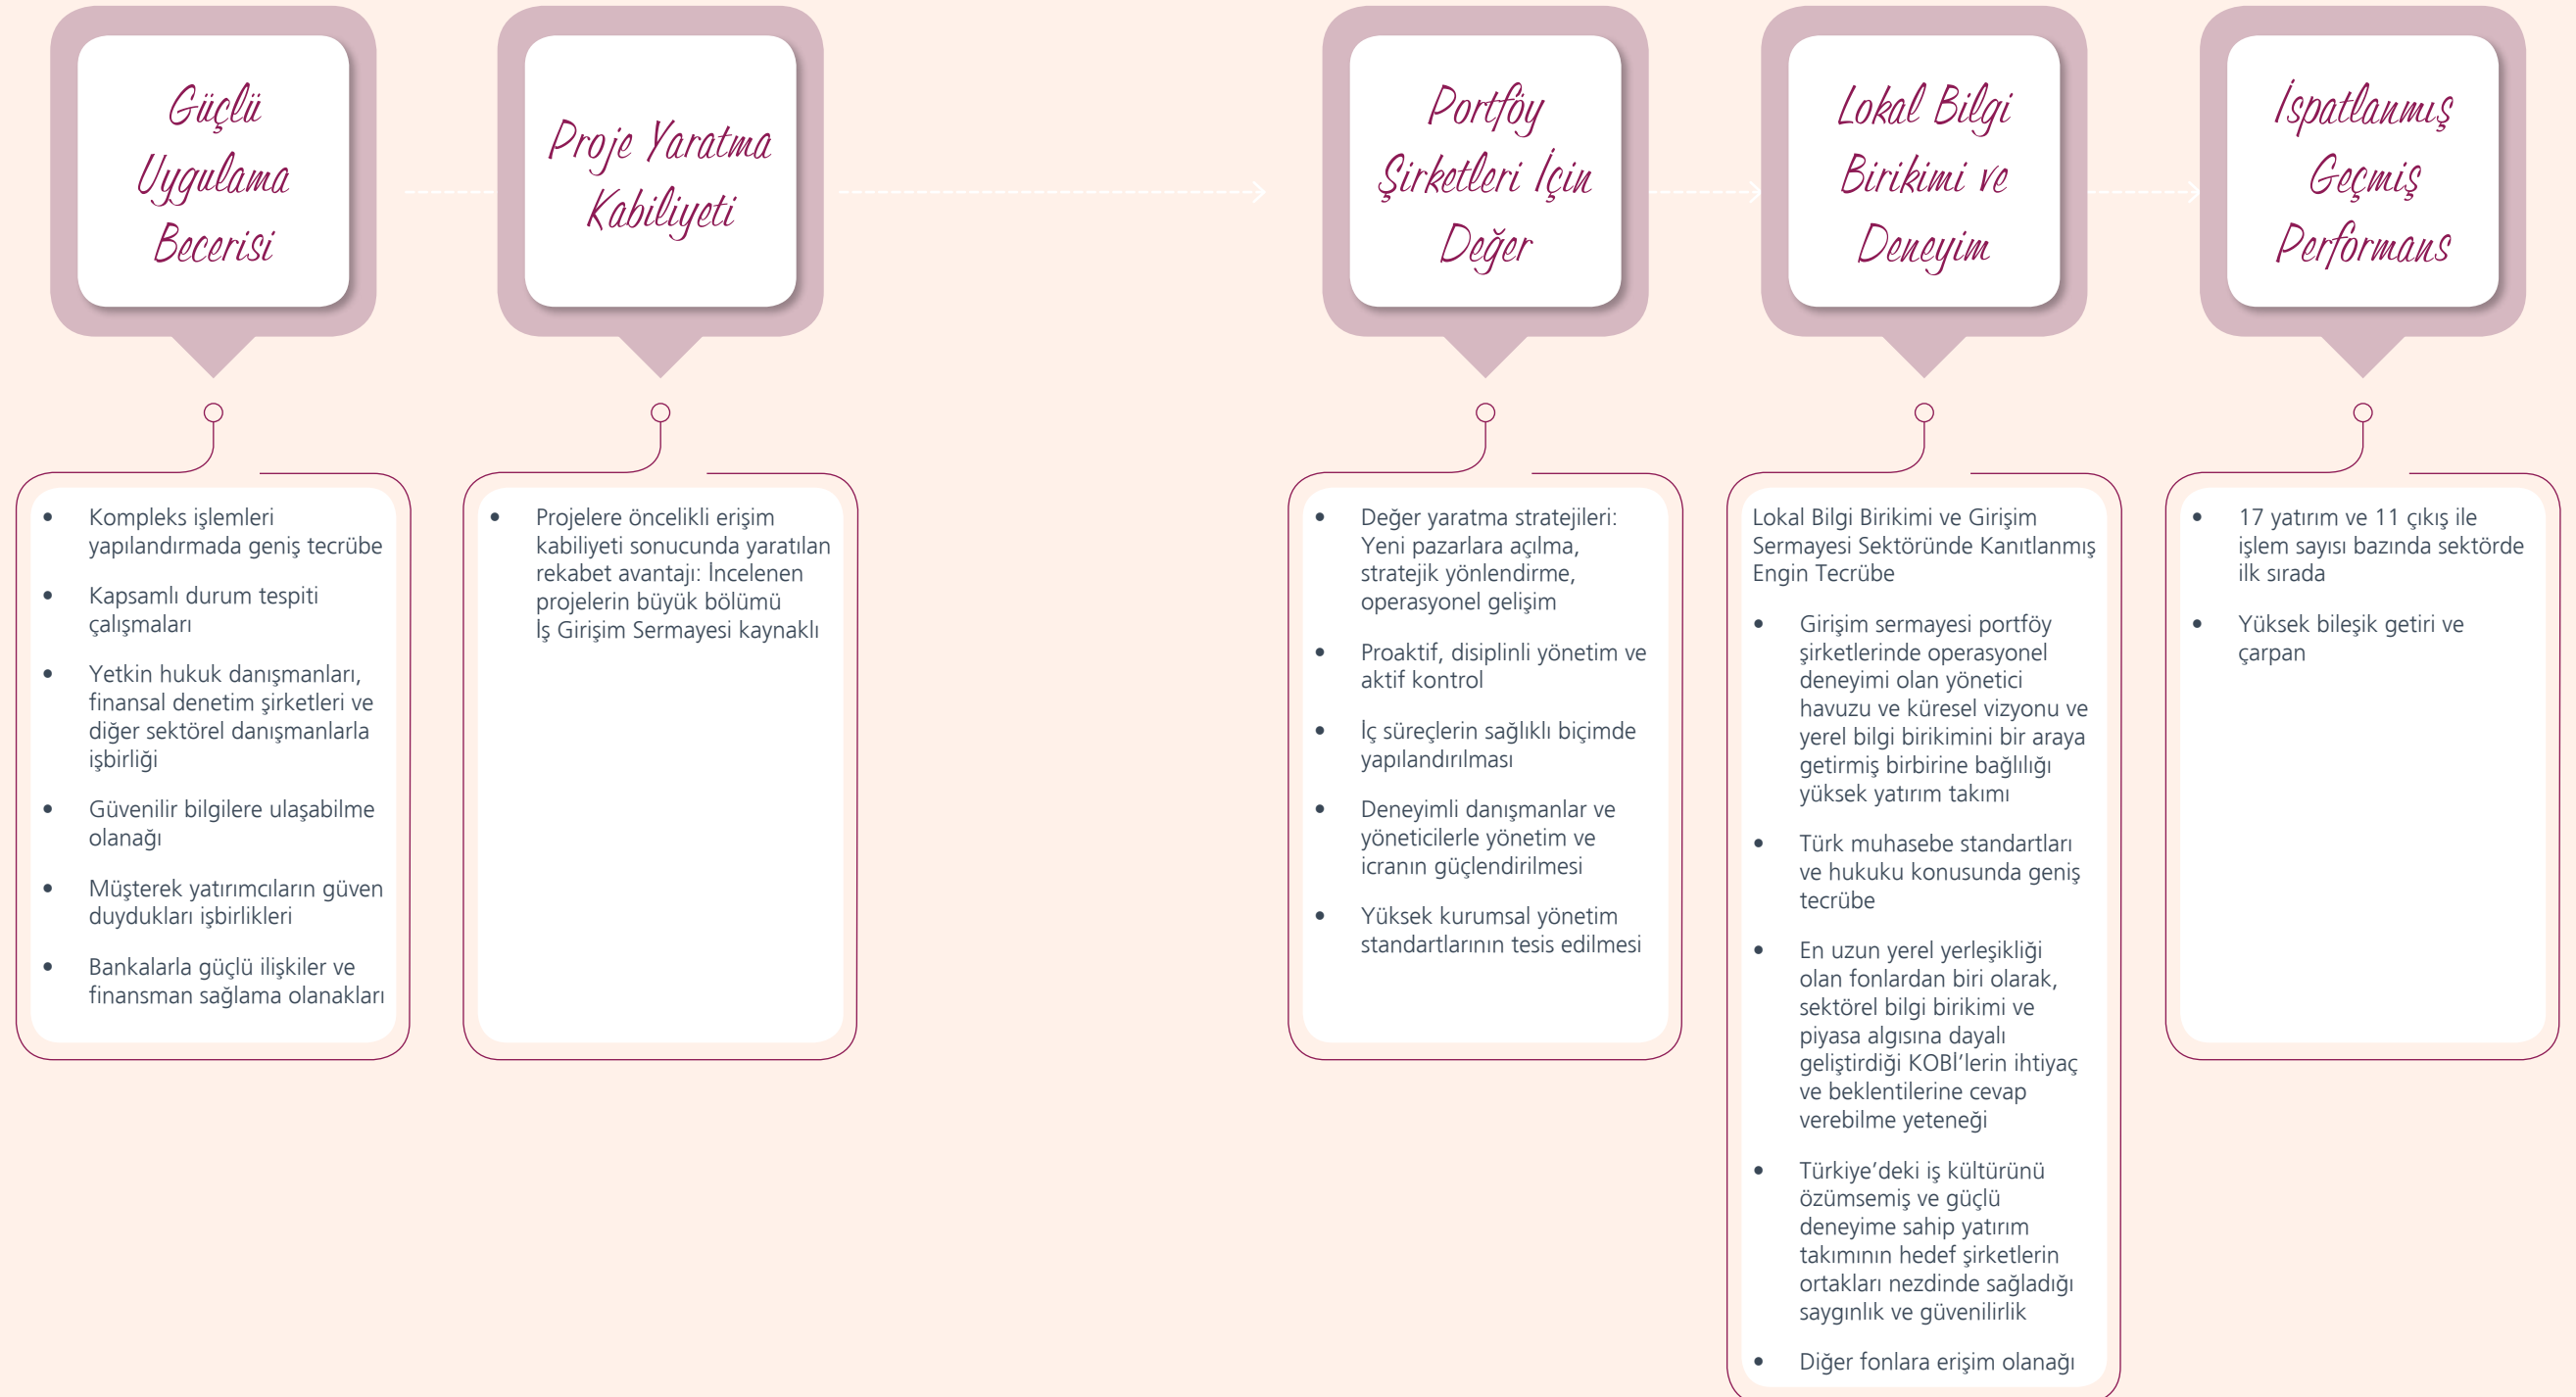 Güçlü
Uygulama
Becerisi
Kompleks işlemleri
yapılandırmada geniş tecrübe
Kapsamlı durum tespiti
çalışmaları
Yetkin hukuk danışmanları,
finansal denetim şirketleri ve
diğer sektörel danışmanlarla
işbirliği
Güvenilir bilgilere ulaşabilme
olanağı
Müşterek yatırımcıların güven
duydukları işbirlikleri
Bankalarla güçlü ilişkiler ve
finansman sağlama olanakları
Proje Yaratma
Kabiliyeti
Projelere öncelikli erişim
kabiliyeti sonucunda yaratılan
rekabet avantajı: İncelenen
projelerin büyük bölümü
İş Girişim Sermayesi kaynaklı
Portföy
Şirketleri İçin
Değer
Değer yaratma stratejileri:
Yeni pazarlara açılma,
stratejik yönlendirme,
operasyonel gelişim
Proaktif, disiplinli yönetim ve
aktif kontrol
İç süreçlerin sağlıklı biçimde
yapılandırılması
Deneyimli danışmanlar ve
yöneticilerle yönetim ve
icranın güçlendirilmesi
Yüksek kurumsal yönetim
standartlarının tesis edilmesi
Lokal Bilgi
Birikimi ve
Deneyim
Lokal Bilgi Birikimi ve Girişim
Sermayesi Sektöründe Kanıtlanmış
Engin Tecrübe
Girişim sermayesi portföy
şirketlerinde operasyonel
deneyimi olan yönetici
havuzu ve küresel vizyonu ve
yerel bilgi birikimini bir araya
getirmiş birbirine bağlılığı
yüksek yatırım takımı
Türk muhasebe standartları
ve hukuku konusunda geniş
tecrübe
En uzun yerel yerleşikliği
olan fonlardan biri olarak,
sektörel bilgi birikimi ve
piyasa algısına dayalı
geliştirdiği KOBİ’lerin ihtiyaç
ve beklentilerine cevap
verebilme yeteneği
Türkiye’deki iş kültürünü
özümsemiş ve güçlü
deneyime sahip yatırım
takımının hedef şirketlerin
ortakları nezdinde sağladığı
saygınlık ve güvenilirlik
Diğer fonlara erişim olanağı
İspatlanmış
Geçmiş
Performans
17 yatırım ve 11 çıkış ile
işlem sayısı bazında sektörde
ilk sırada
Yüksek bileşik getiri ve
çarpan